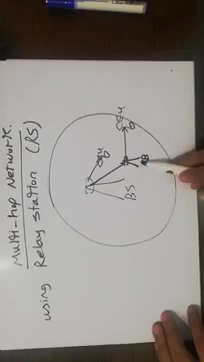 Multi-hop Network.
using Relay station (RS)
BS